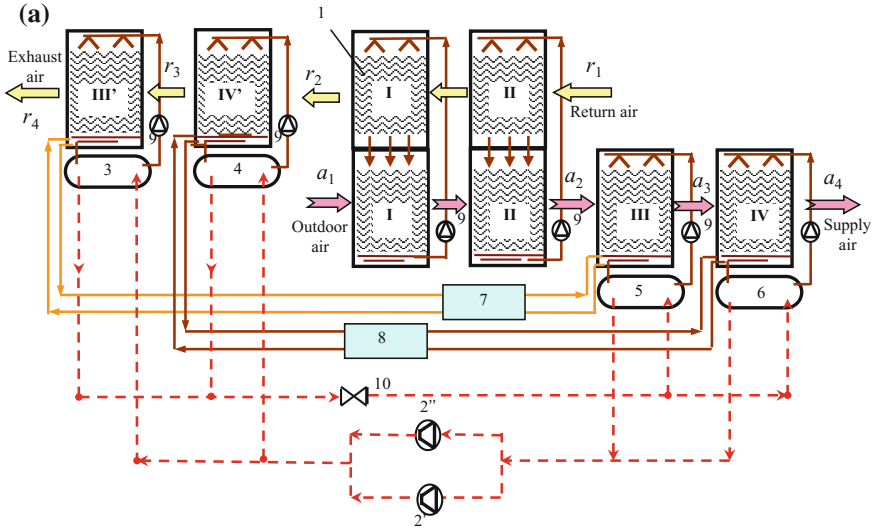 (a)
1
Exhaust
air
r3
r2
r1
III'
IV'
I
II
Return air
r4
9
9
3
4
a1
a2
a3
a4
I
II
III
IV
9
9
9
Outdoor
air
Supply
air
7
5
6
8
10
2''
2'